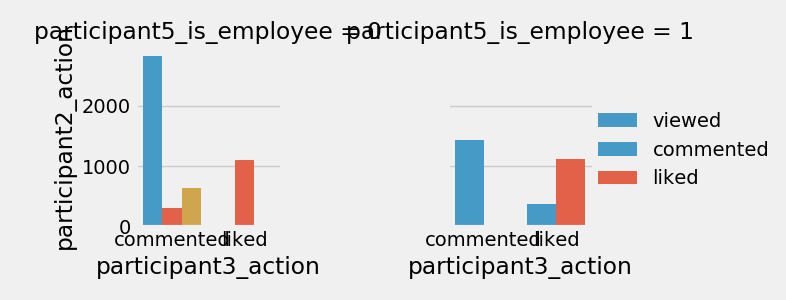 participant5_is_employee = 0
participant5_is_employee = 1
participant2_action
2000
1000
0
commented
liked
commented
liked
participant3_action
participant3_action
viewed
commented
liked